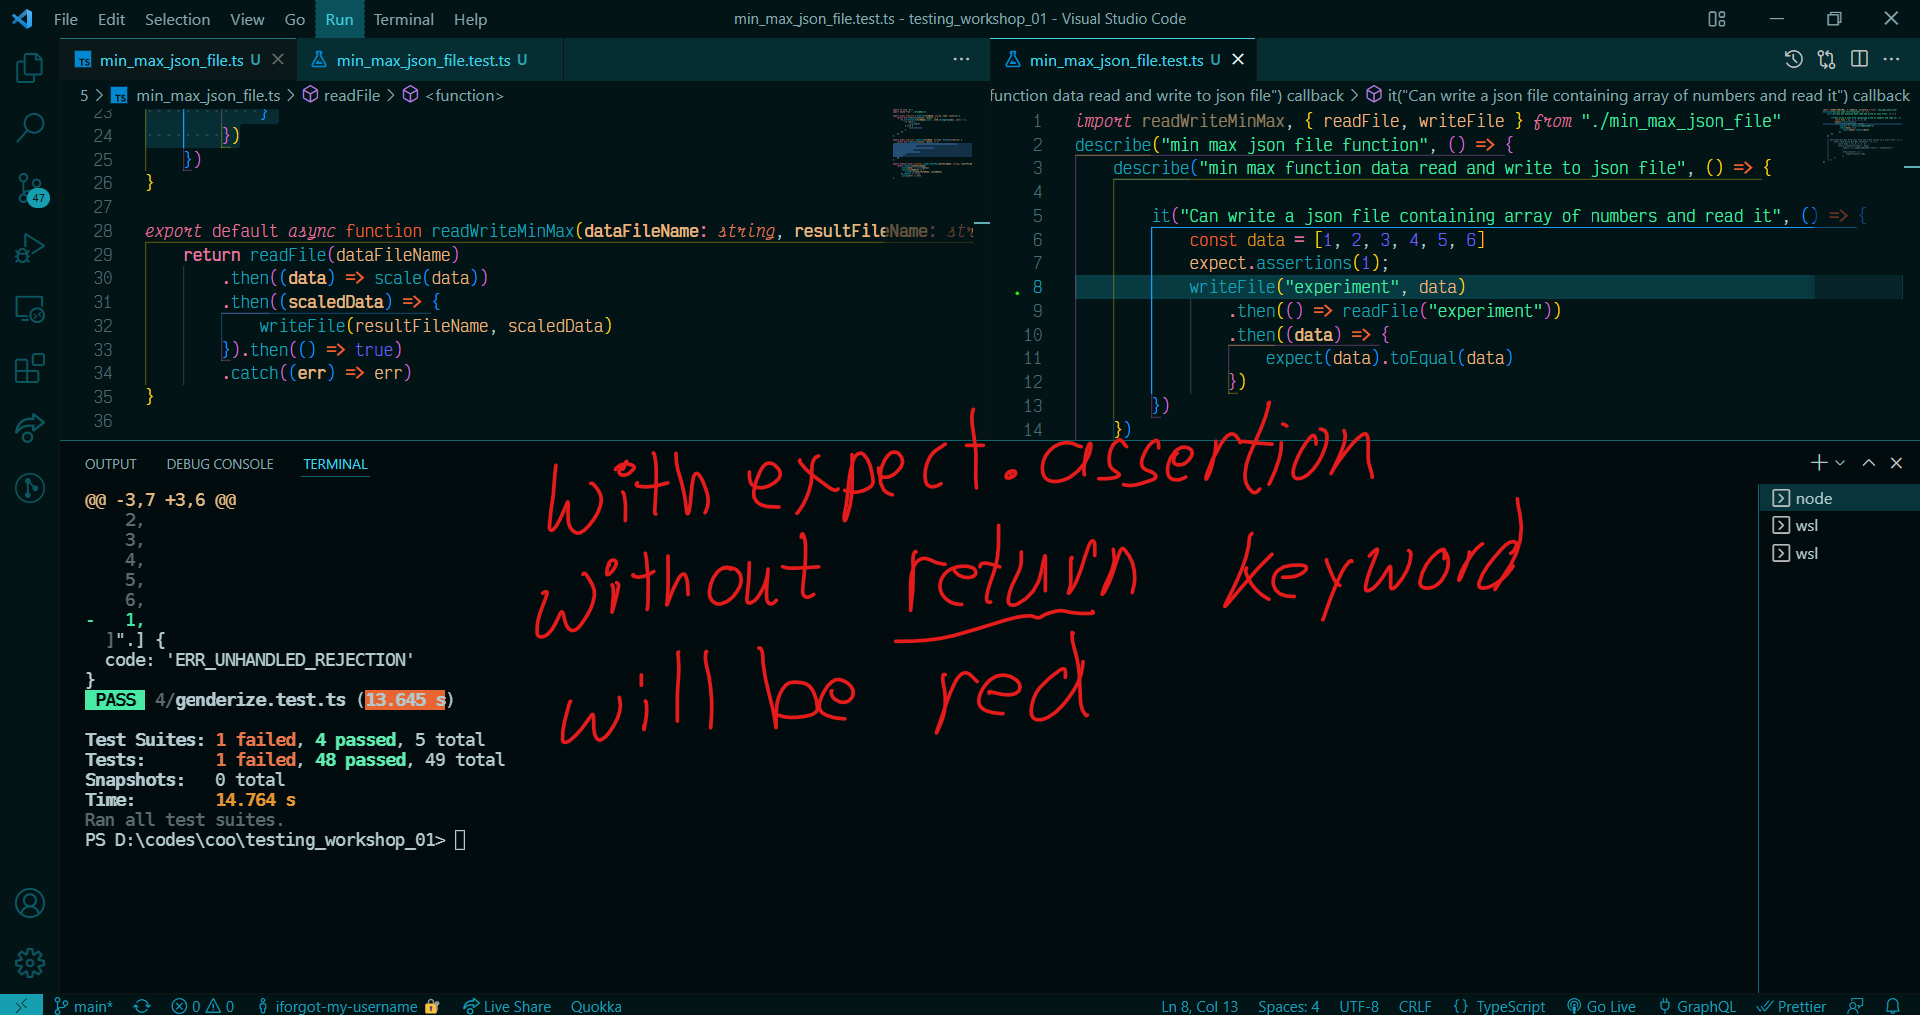 File Edit Selection View Go Run Terminal Help
min_max_json_file.test.ts - testing_workshop_01 - Visual Studio Code
TS min_max_json_file.ts U
min_max_json_file.test.ts U
5 > TS min_max_json_file.ts > readFile > <function>
23 }
24 })
25 })
26 }
27
28 export default async function readWriteMinMax(dataFileName: string, resultFileName: str
29 return readFile(dataFileName)
30 .then((data) => scale(data))
31 .then((scaledData) => {
32 writeFile(resultFileName, scaledData)
33 }).then(() => true)
34 .catch((err) => err)
35 }
36
min_max_json_file.test.ts U
function data read and write to json file") callback > it("Can write a json file containing array of numbers and read it") callback
1 import readWriteMinMax, { readFile, writeFile } from "./min_max_json_file"
2 describe("min max json file function", () => {
3 describe("min max function data read and write to json file", () => {
4
5 it("Can write a json file containing array of numbers and read it", () => {
6 const data = [1, 2, 3, 4, 5, 6]
7 expect.assertions(1);
8 writeFile("experiment", data)
9 .then(() => readFile("experiment"))
10 .then((data) => {
11 expect(data).toEqual(data)
12 })
13 })
14 })
47
OUTPUT DEBUG CONSOLE TERMINAL
@@ -3,7 +3,6 @@
2,
3,
4,
5,
6,
- 1,
]".] {
code: 'ERR_UNHANDLED_REJECTION'
}
PASS 4/genderize.test.ts (13.645 s)
Test Suites: 1 failed, 4 passed, 5 total
Tests: 1 failed, 48 passed, 49 total
Snapshots: 0 total
Time: 14.764 s
Ran all test suites.
PS D:\codes\coo\testing_workshop_01>
with expect.assertion
without return keyword
will be red
node
wsl
wsl
main* 0 0 iforgot-my-username Live Share Quokka
Ln 8, Col 13 Spaces: 4 UTF-8 CRLF {} TypeScript Go Live GraphQL Prettier